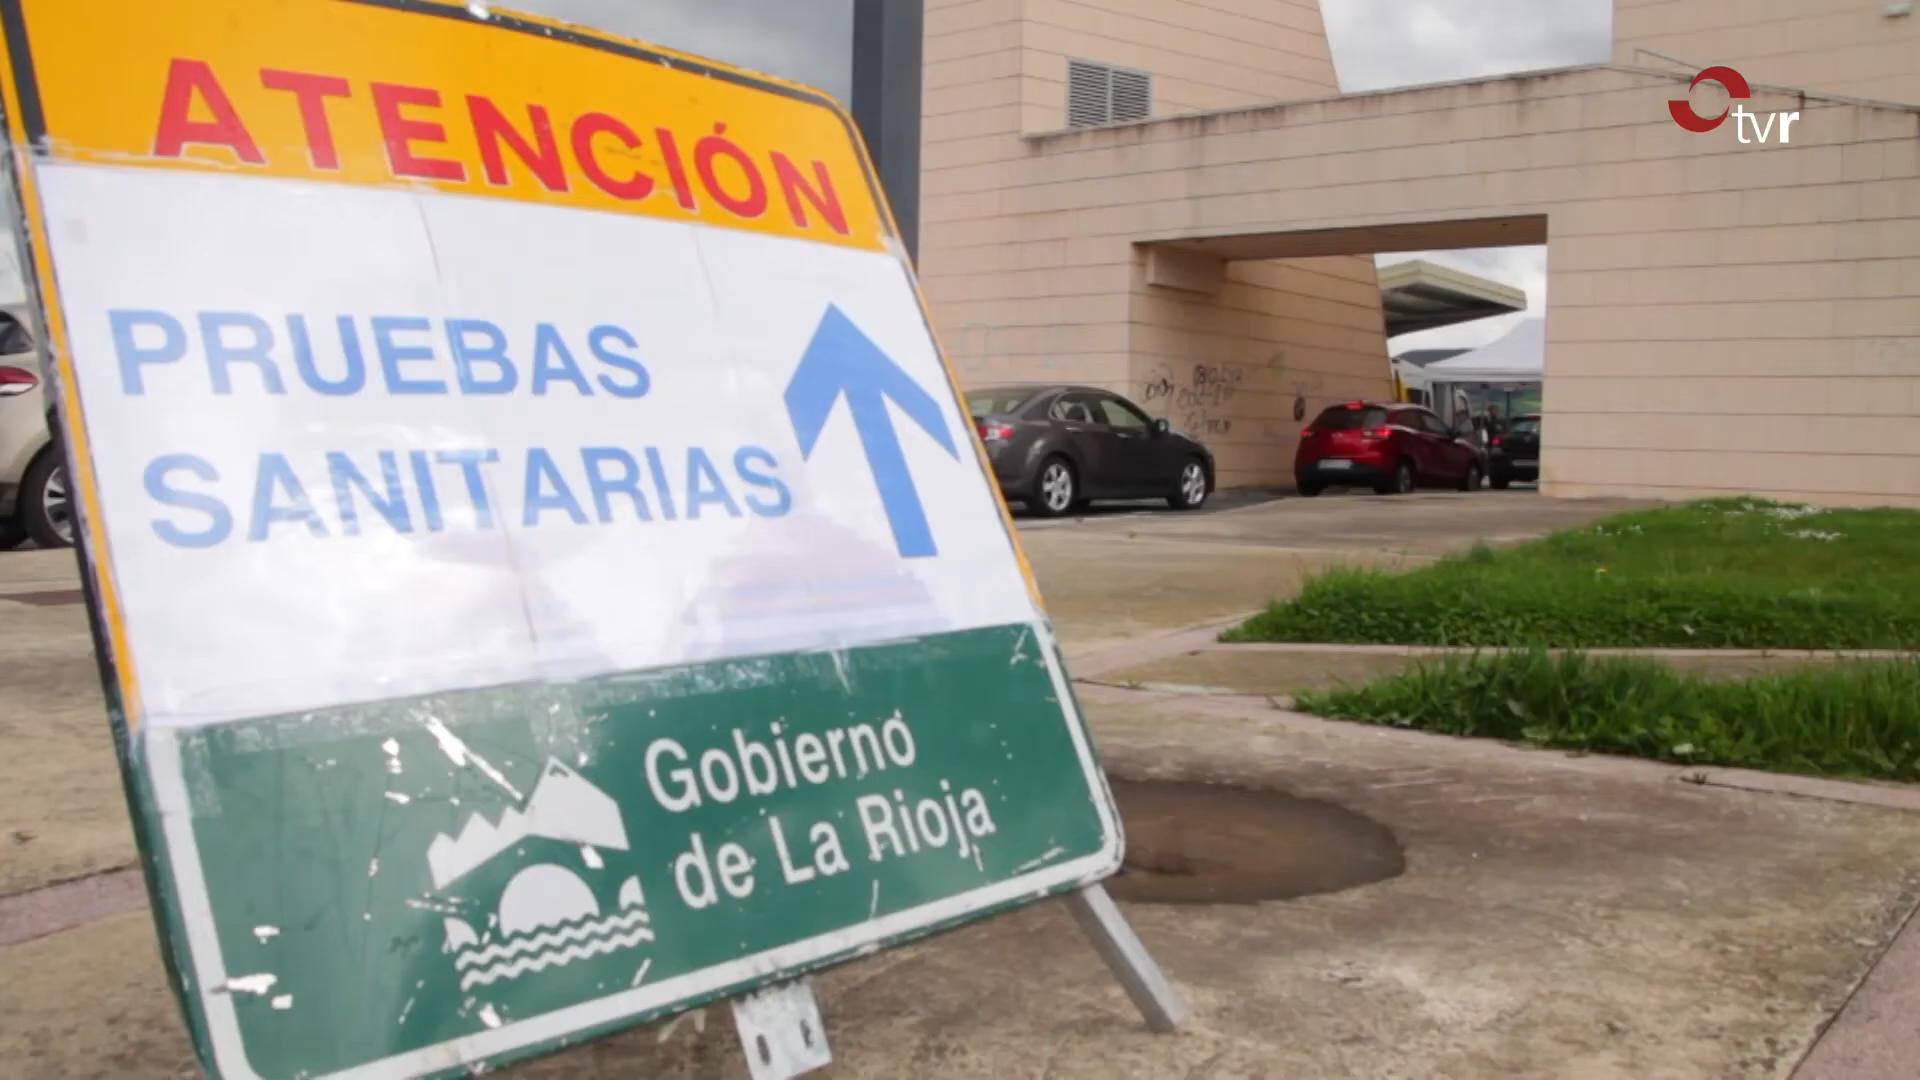 ATENCIÓN
PRUEBAS
SANITARIAS
Gobierno
de La Rioja
tvr